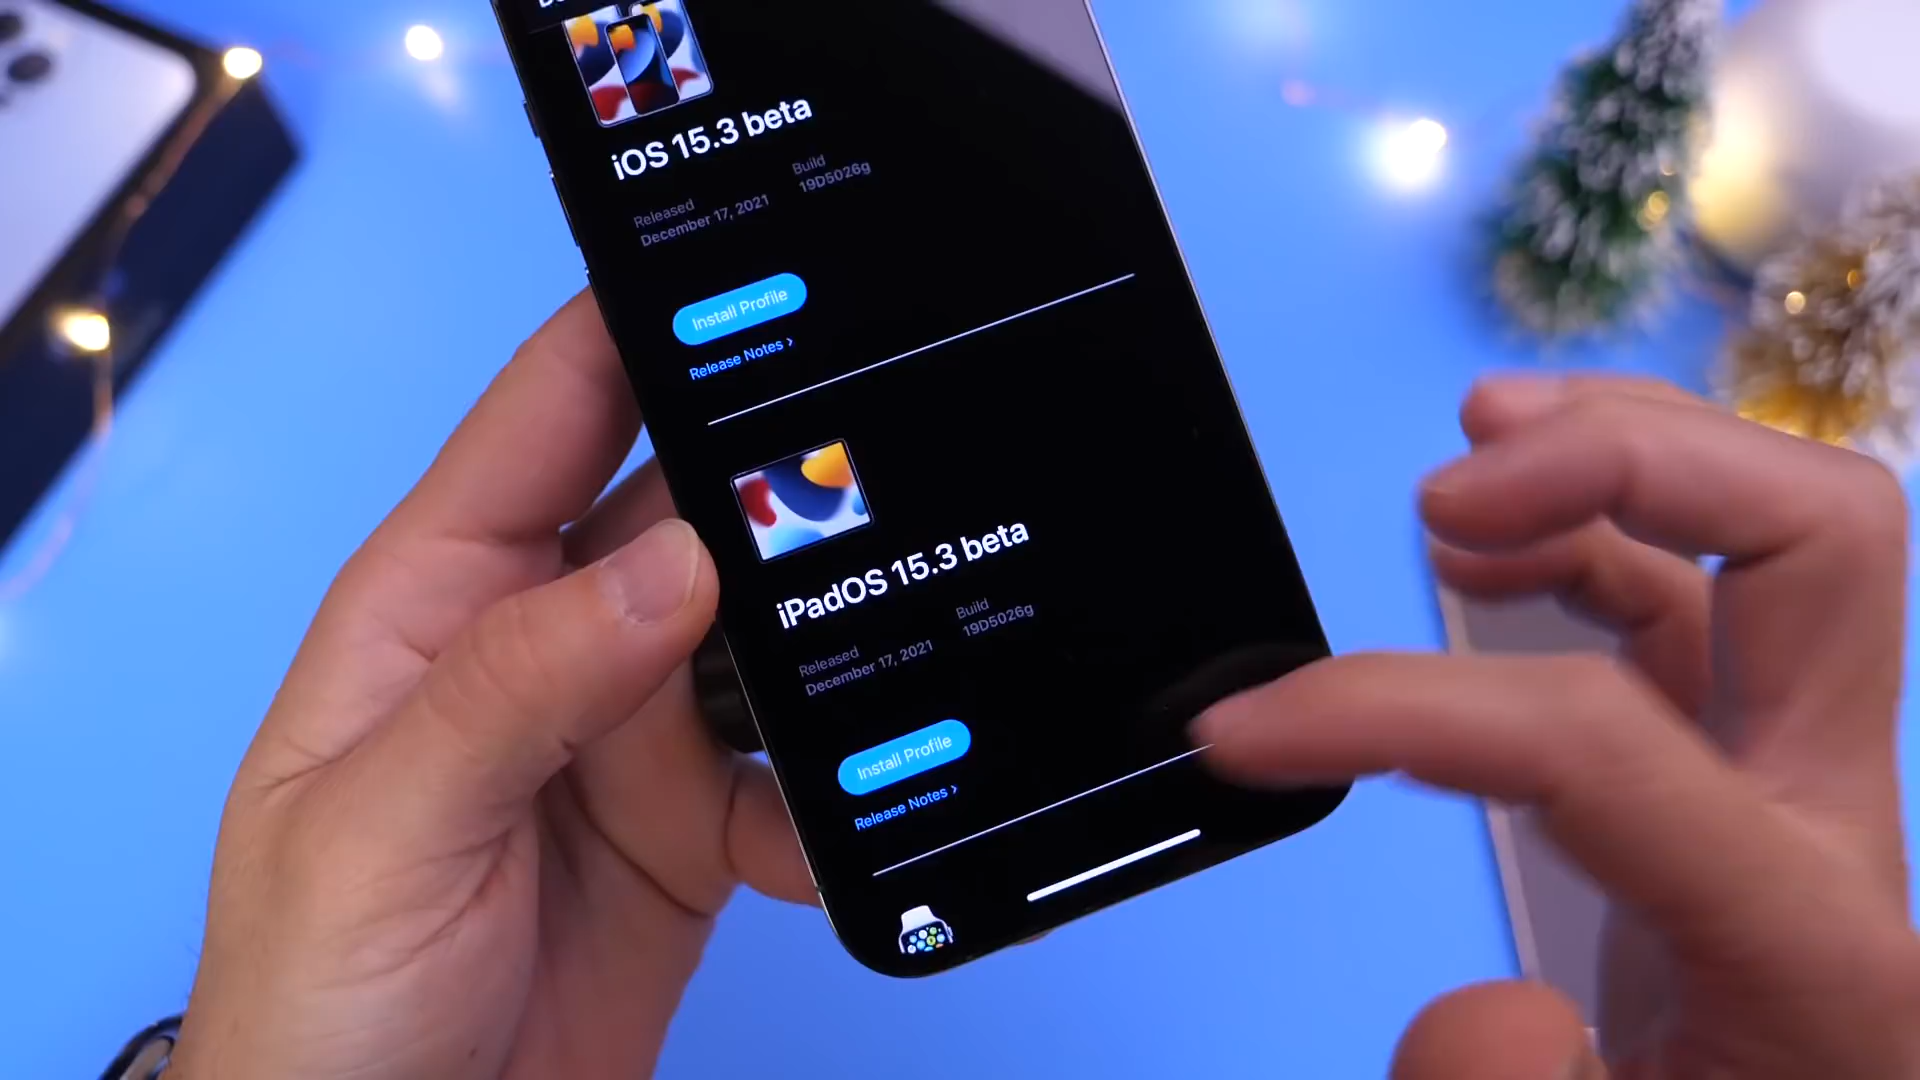 iOS 15.3 beta
Released
December 17, 2021
Build
19D5026g
Install Profile
Release Notes ›
iPadOS 15.3 beta
Released
December 17, 2021
Build
19D5026g
Install Profile
Release Notes ›